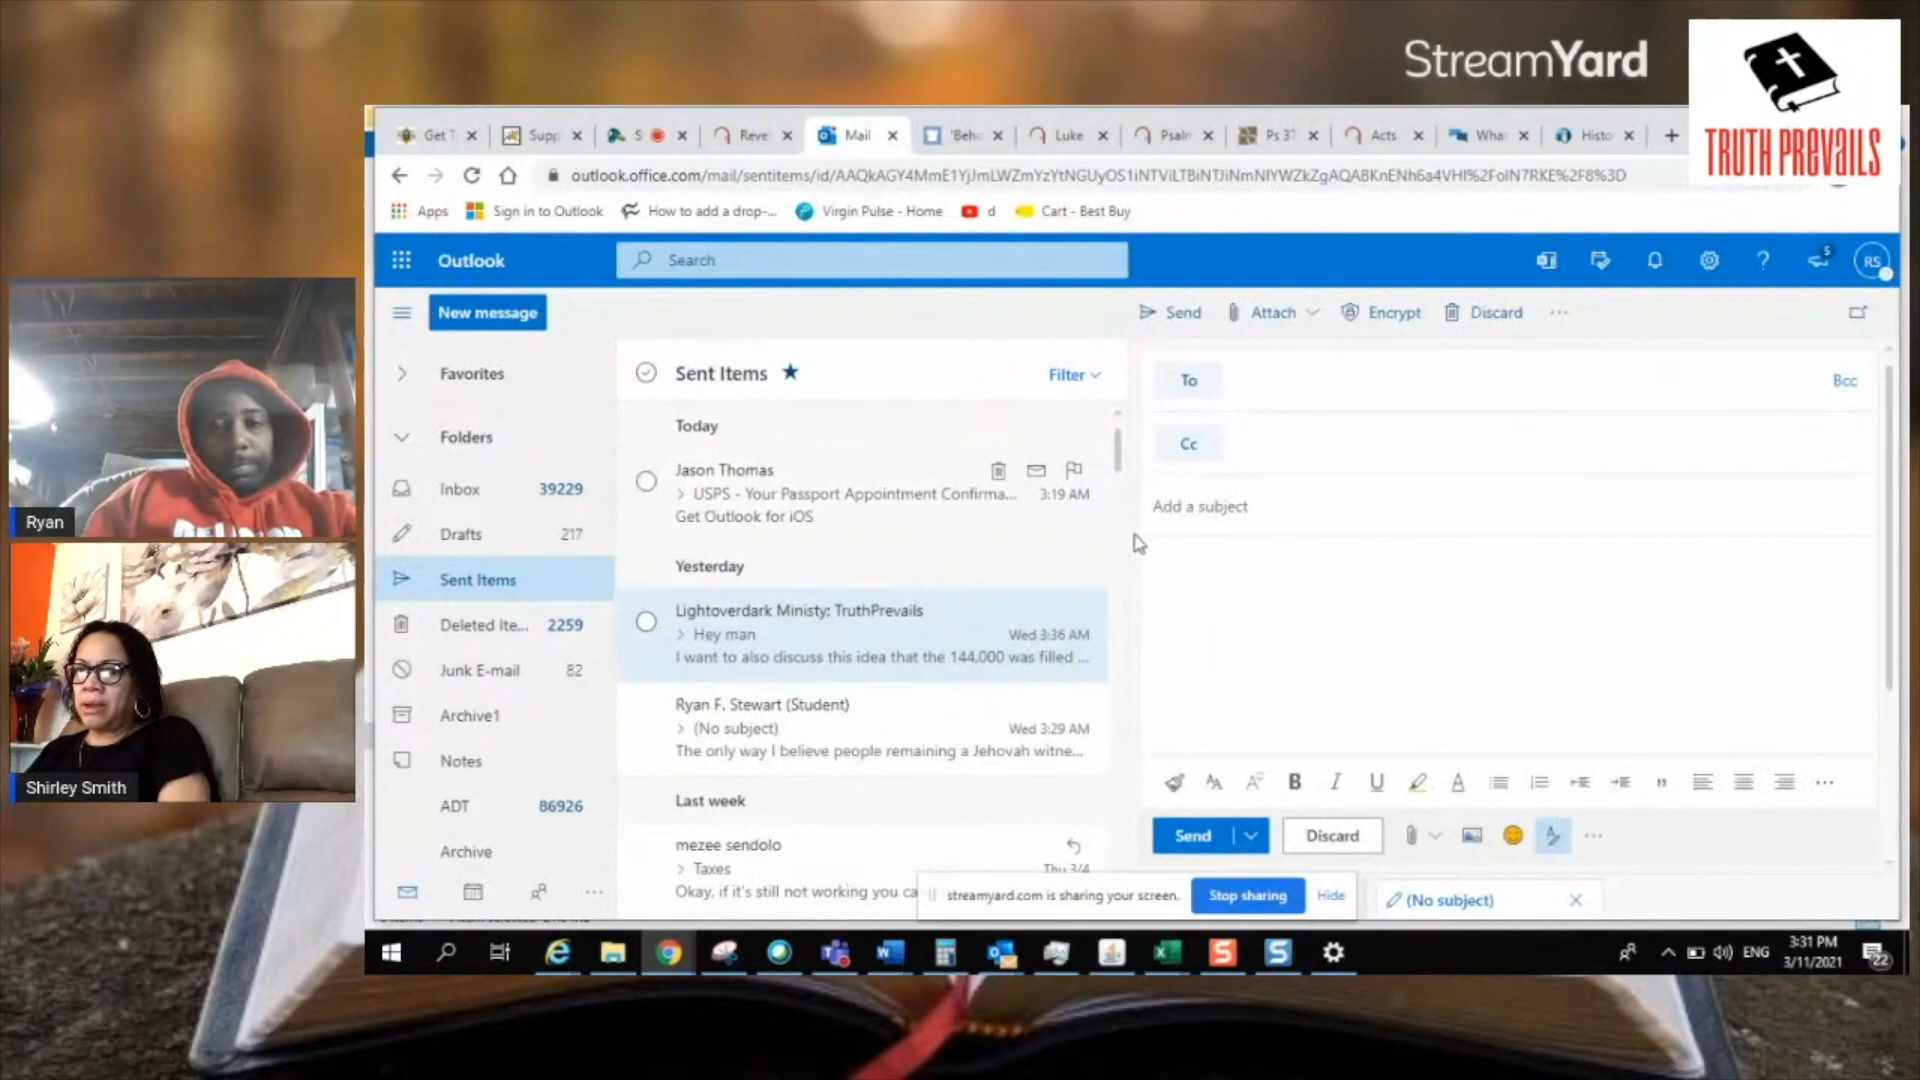 StreamYard
TRUTH PREVAILS
Get T
Supp
S
Reve
Mail
'Beho
Luke
Psaln
Ps 37
Acts
Wha
Histo
outlook.office.com/mail/sentitems/id/AAQkAGY4MmE1YjJmLWZmYzYtNGUyOS1iNTViLTBiNTJiNmNlYWZkZgAQABKnENh6a4VHl%2FolN7RKE%2F8%3D
Apps
Sign in to Outlook
How to add a drop-...
Virgin Pulse - Home
d
Cart - Best Buy
Outlook
Search
5
RS
New message
Send
Attach
Encrypt
Discard
Favorites
Folders
Inbox 39229
Drafts 217
Sent Items
Deleted Ite... 2259
Junk E-mail 82
Archive1
Notes
ADT 86926
Archive
Sent Items
Filter
Today
Jason Thomas
USPS - Your Passport Appointment Confirma... 3:19 AM
Get Outlook for iOS
Yesterday
Lightoverdark Ministy; TruthPrevails
Hey man Wed 3:36 AM
I want to also discuss this idea that the 144,000 was filled ...
Ryan F. Stewart (Student)
(No subject) Wed 3:29 AM
The only way I believe people remaining a Jehovah witne...
Last week
mezee sendolo
Taxes Thu 3/4
Okay, if it's still not working you ca
To
Bcc
Cc
Add a subject
Send
Discard
streamyard.com is sharing your screen.
Stop sharing
Hide
(No subject)
Ryan
Shirley Smith
ENG
3:31 PM
3/11/2021
22